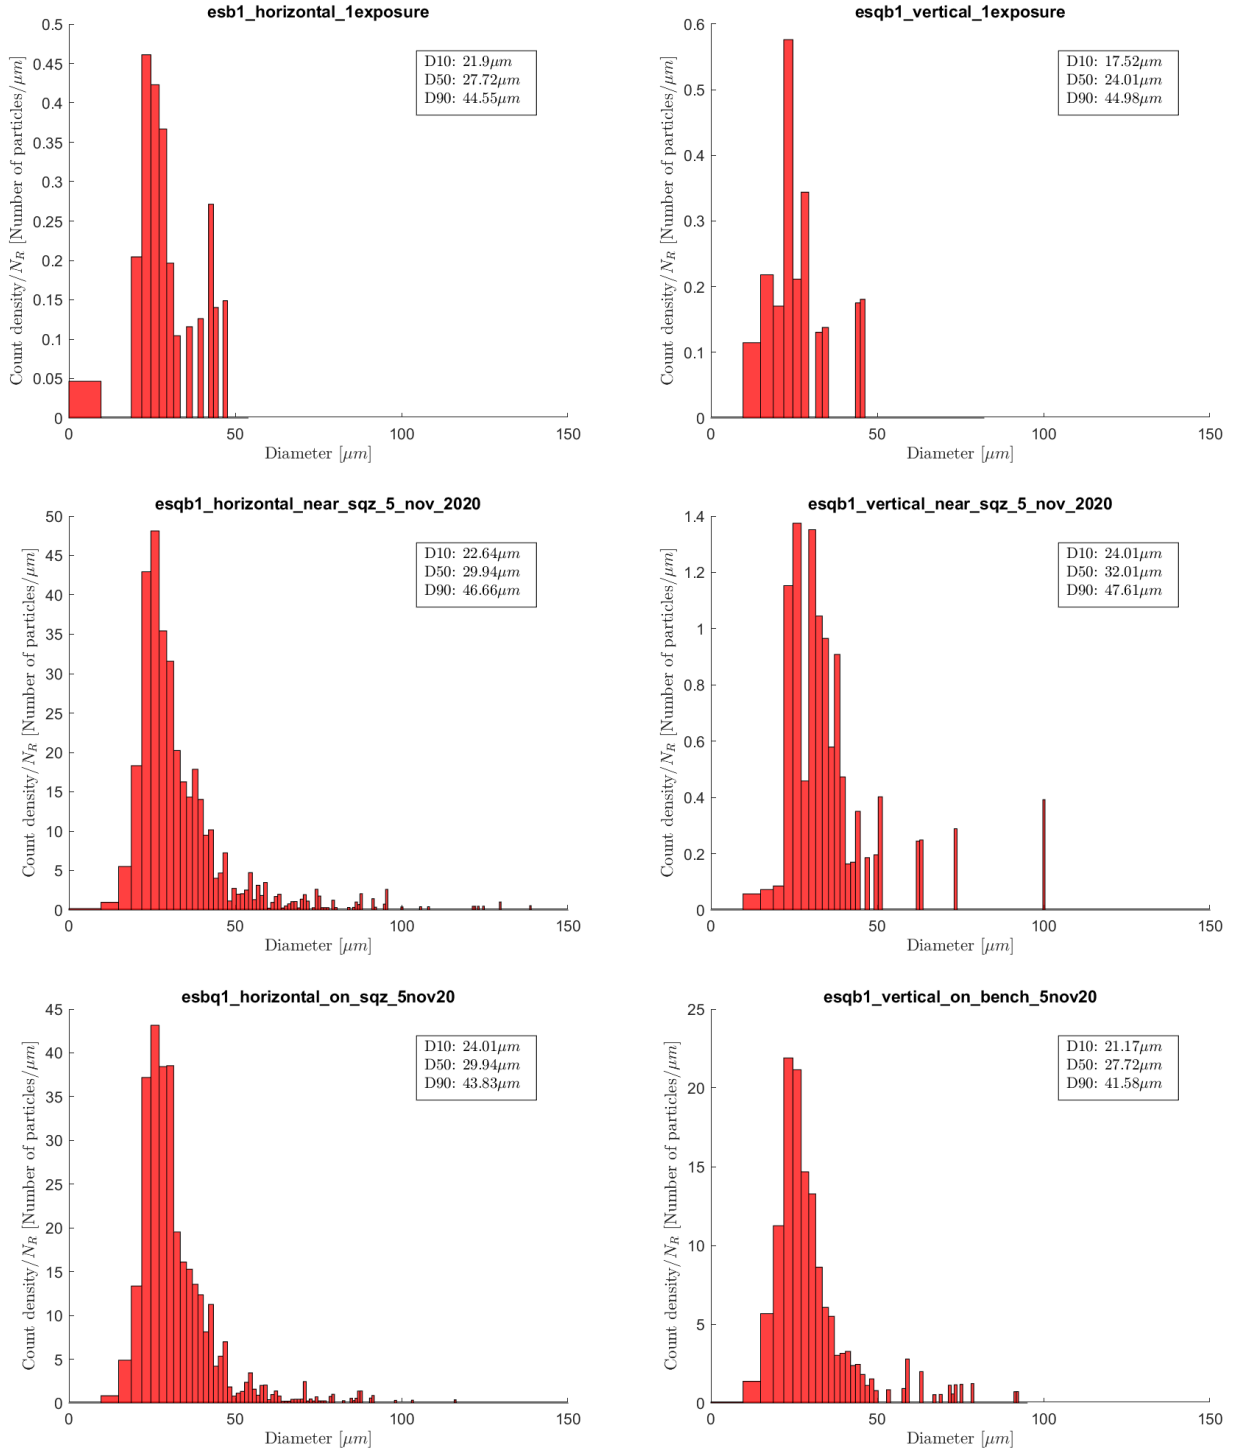 esb1_horizontal_1exposure
0.5
0.45
0.4
0.35
0.3
0.25
0.2
0.15
0.1
0.05
0
Count density/N_R [Number of particles/μm]
D10: 21.9μm
D50: 27.72μm
D90: 44.55μm
0 50 100 150
Diameter [μm]
esqb1_vertical_1exposure
0.6
0.5
0.4
0.3
0.2
0.1
0
Count density/N_R [Number of particles/μm]
D10: 17.52μm
D50: 24.01μm
D90: 44.98μm
0 50 100 150
Diameter [μm]
esqb1_horizontal_near_sqz_5_nov_2020
50
45
40
35
30
25
20
15
10
5
0
Count density/N_R [Number of particles/μm]
D10: 22.64μm
D50: 29.94μm
D90: 46.66μm
0 50 100 150
Diameter [μm]
esqb1_vertical_near_sqz_5_nov_2020
1.4
1.2
1
0.8
0.6
0.4
0.2
0
Count density/N_R [Number of particles/μm]
D10: 24.01μm
D50: 32.01μm
D90: 47.61μm
0 50 100 150
Diameter [μm]
esbq1_horizontal_on_sqz_5nov20
45
40
35
30
25
20
15
10
5
0
Count density/N_R [Number of particles/μm]
D10: 24.01μm
D50: 29.94μm
D90: 43.83μm
0 50 100 150
Diameter [μm]
esqb1_vertical_on_bench_5nov20
25
20
15
10
5
0
Count density/N_R [Number of particles/μm]
D10: 21.17μm
D50: 27.72μm
D90: 41.58μm
0 50 100 150
Diameter [μm]